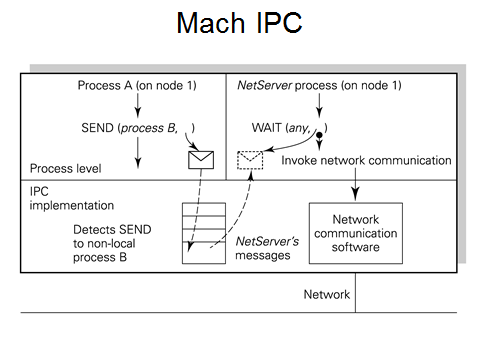 Mach IPC
Process A (on node 1)
SEND (process B, )
Process level
NetServer process (on node 1)
WAIT (any, )
Invoke network communication
IPC
implementation
Detects SEND
to non-local
process B
NetServer's
messages
Network
communication
software
Network